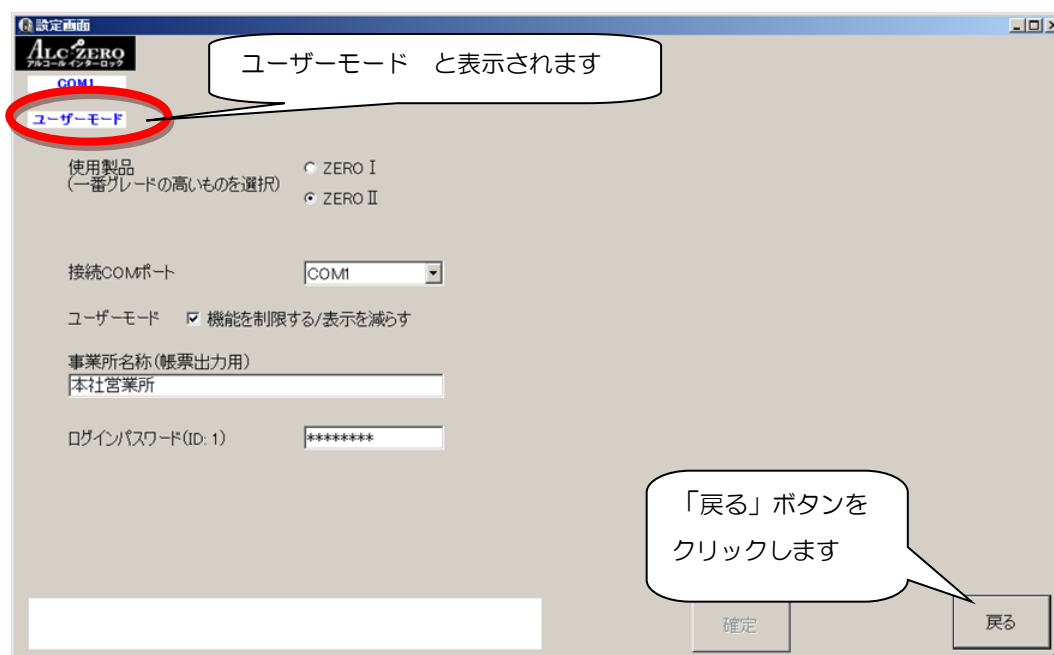 設定画面
ALC-ZERO
アルコール インターロック
COM1
ユーザーモード
ユーザーモード と表示されます
使用製品
(一番グレードの高いものを選択)
ZERO Ⅰ
ZERO Ⅱ
接続COMポート
COM1
ユーザーモード 機能を制限する/表示を減らす
事業所名称(帳票出力用)
本社営業所
ログインパスワード(ID: 1)
********
「戻る」ボタンを
クリックします
確定
戻る